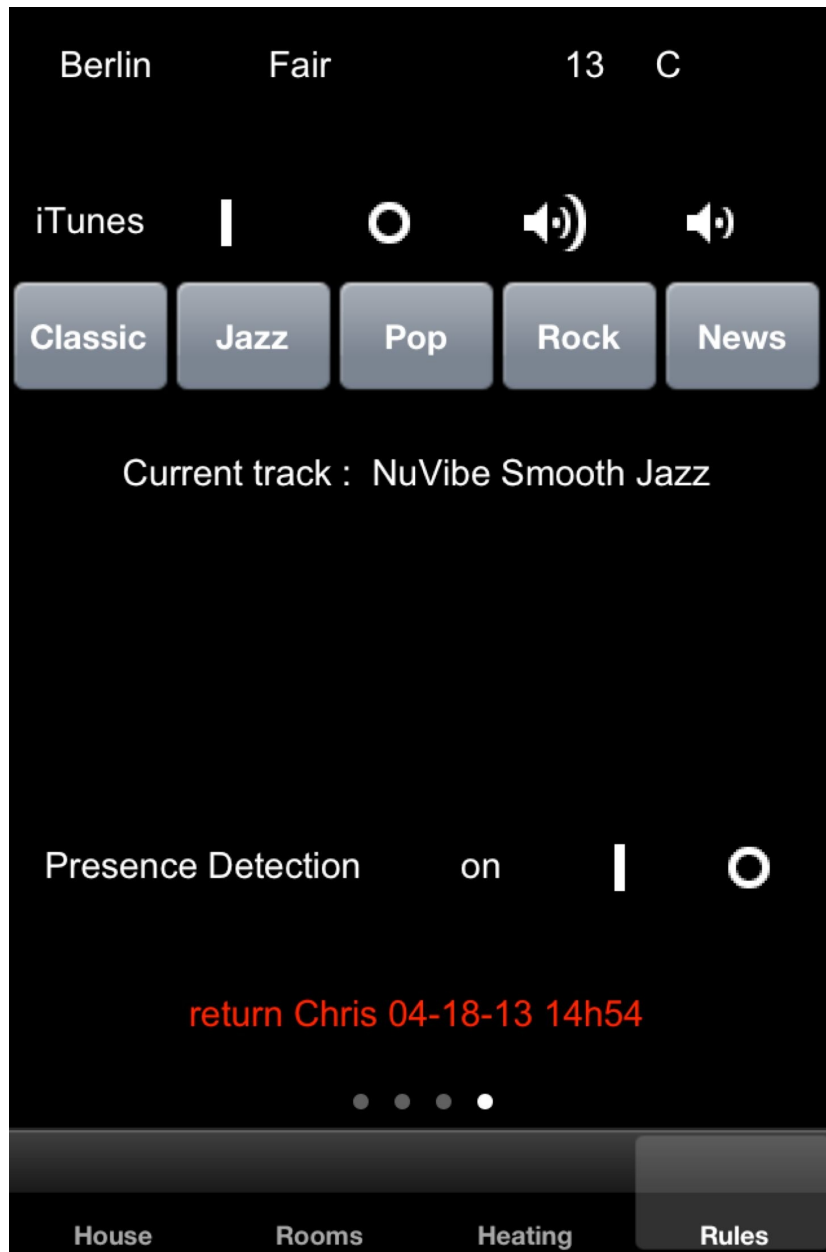 Berlin Fair 13 C
iTunes
Classic Jazz Pop Rock News
Current track : NuVibe Smooth Jazz
Presence Detection on
return Chris 04-18-13 14h54
House Rooms Heating Rules